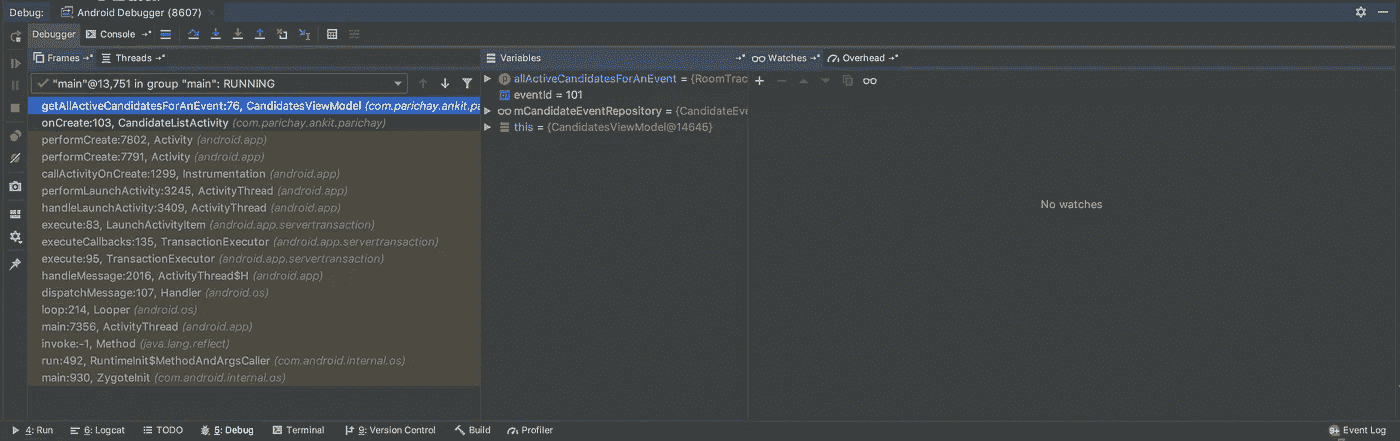 Debug: Android Debugger (8607)
Debugger Console
Frames Threads Variables Watches Overhead
"main"@13,751 in group "main": RUNNING
getAllActiveCandidatesForAnEvent:76, CandidatesViewModel (com.parichay.ankit.pa
onCreate:103, CandidateListActivity (com.parichay.ankit.parichay)
performCreate:7802, Activity (android.app)
performCreate:7791, Activity (android.app)
callActivityOnCreate:1299, Instrumentation (android.app)
performLaunchActivity:3245, ActivityThread (android.app)
handleLaunchActivity:3409, ActivityThread (android.app)
execute:83, LaunchActivityItem (android.app.servertransaction)
executeCallbacks:135, TransactionExecutor (android.app.servertransaction)
execute:95, TransactionExecutor (android.app.servertransaction)
handleMessage:2016, ActivityThread$H (android.app)
dispatchMessage:107, Handler (android.os)
loop:214, Looper (android.os)
main:7356, ActivityThread (android.app)
invoke:-1, Method (java.lang.reflect)
run:492, RuntimeInit$MethodAndArgsCaller (com.android.internal.os)
main:930, ZygoteInit (com.android.internal.os)
allActiveCandidatesForAnEvent = {RoomTrac
eventId = 101
mCandidateEventRepository = {CandidateEve
this = {CandidatesViewModel@14645}
No watches
4: Run 6: Logcat TODO 5: Debug Terminal 9: Version Control Build Profiler 9+ Event Log